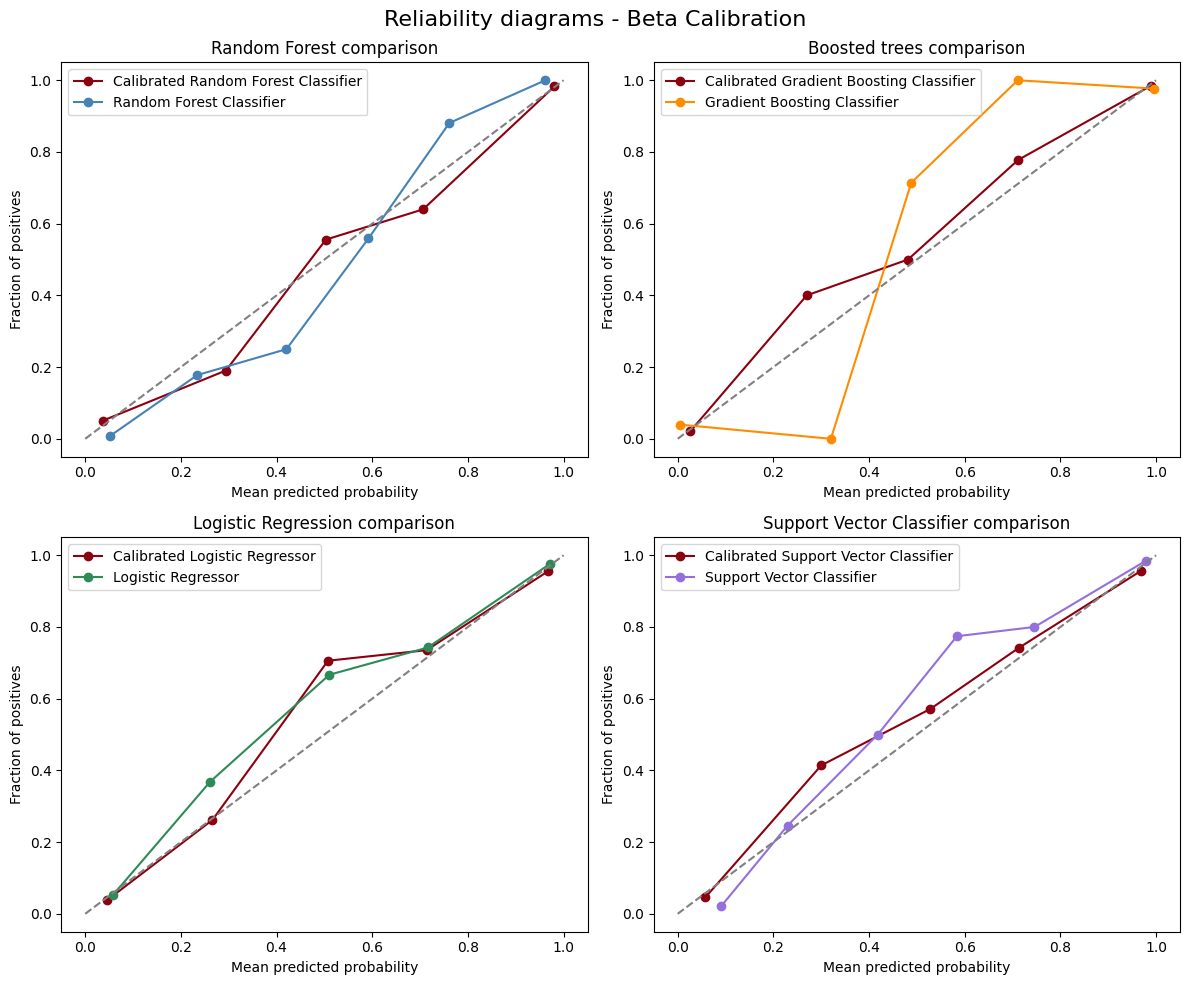 Reliability diagrams - Beta Calibration
Random Forest comparison
Calibrated Random Forest Classifier
Random Forest Classifier
Fraction of positives
1.0
0.8
0.6
0.4
0.2
0.0
0.0 0.2 0.4 0.6 0.8 1.0
Mean predicted probability
Boosted trees comparison
Calibrated Gradient Boosting Classifier
Gradient Boosting Classifier
Fraction of positives
1.0
0.8
0.6
0.4
0.2
0.0
0.0 0.2 0.4 0.6 0.8 1.0
Mean predicted probability
Logistic Regression comparison
Calibrated Logistic Regressor
Logistic Regressor
Fraction of positives
1.0
0.8
0.6
0.4
0.2
0.0
0.0 0.2 0.4 0.6 0.8 1.0
Mean predicted probability
Support Vector Classifier comparison
Calibrated Support Vector Classifier
Support Vector Classifier
Fraction of positives
1.0
0.8
0.6
0.4
0.2
0.0
0.0 0.2 0.4 0.6 0.8 1.0
Mean predicted probability